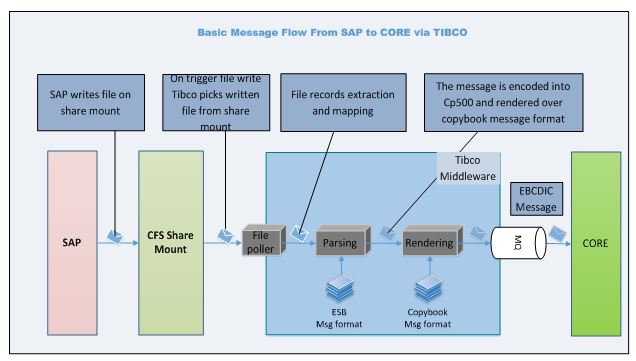 Basic Message Flow From SAP to CORE via TIBCO
SAP writes file on
share mount
On trigger file write
Tibco picks written
file from share
mount
File records extraction
and mapping
The message is encoded into
Cp500 and rendered over
copybook message format
Tibco
Middleware
EBCDIC
Message
SAP
CFS Share
Mount
File
poller
Parsing
Rendering
MQ
CORE
ESB
Msg format
Copybook
Msg format